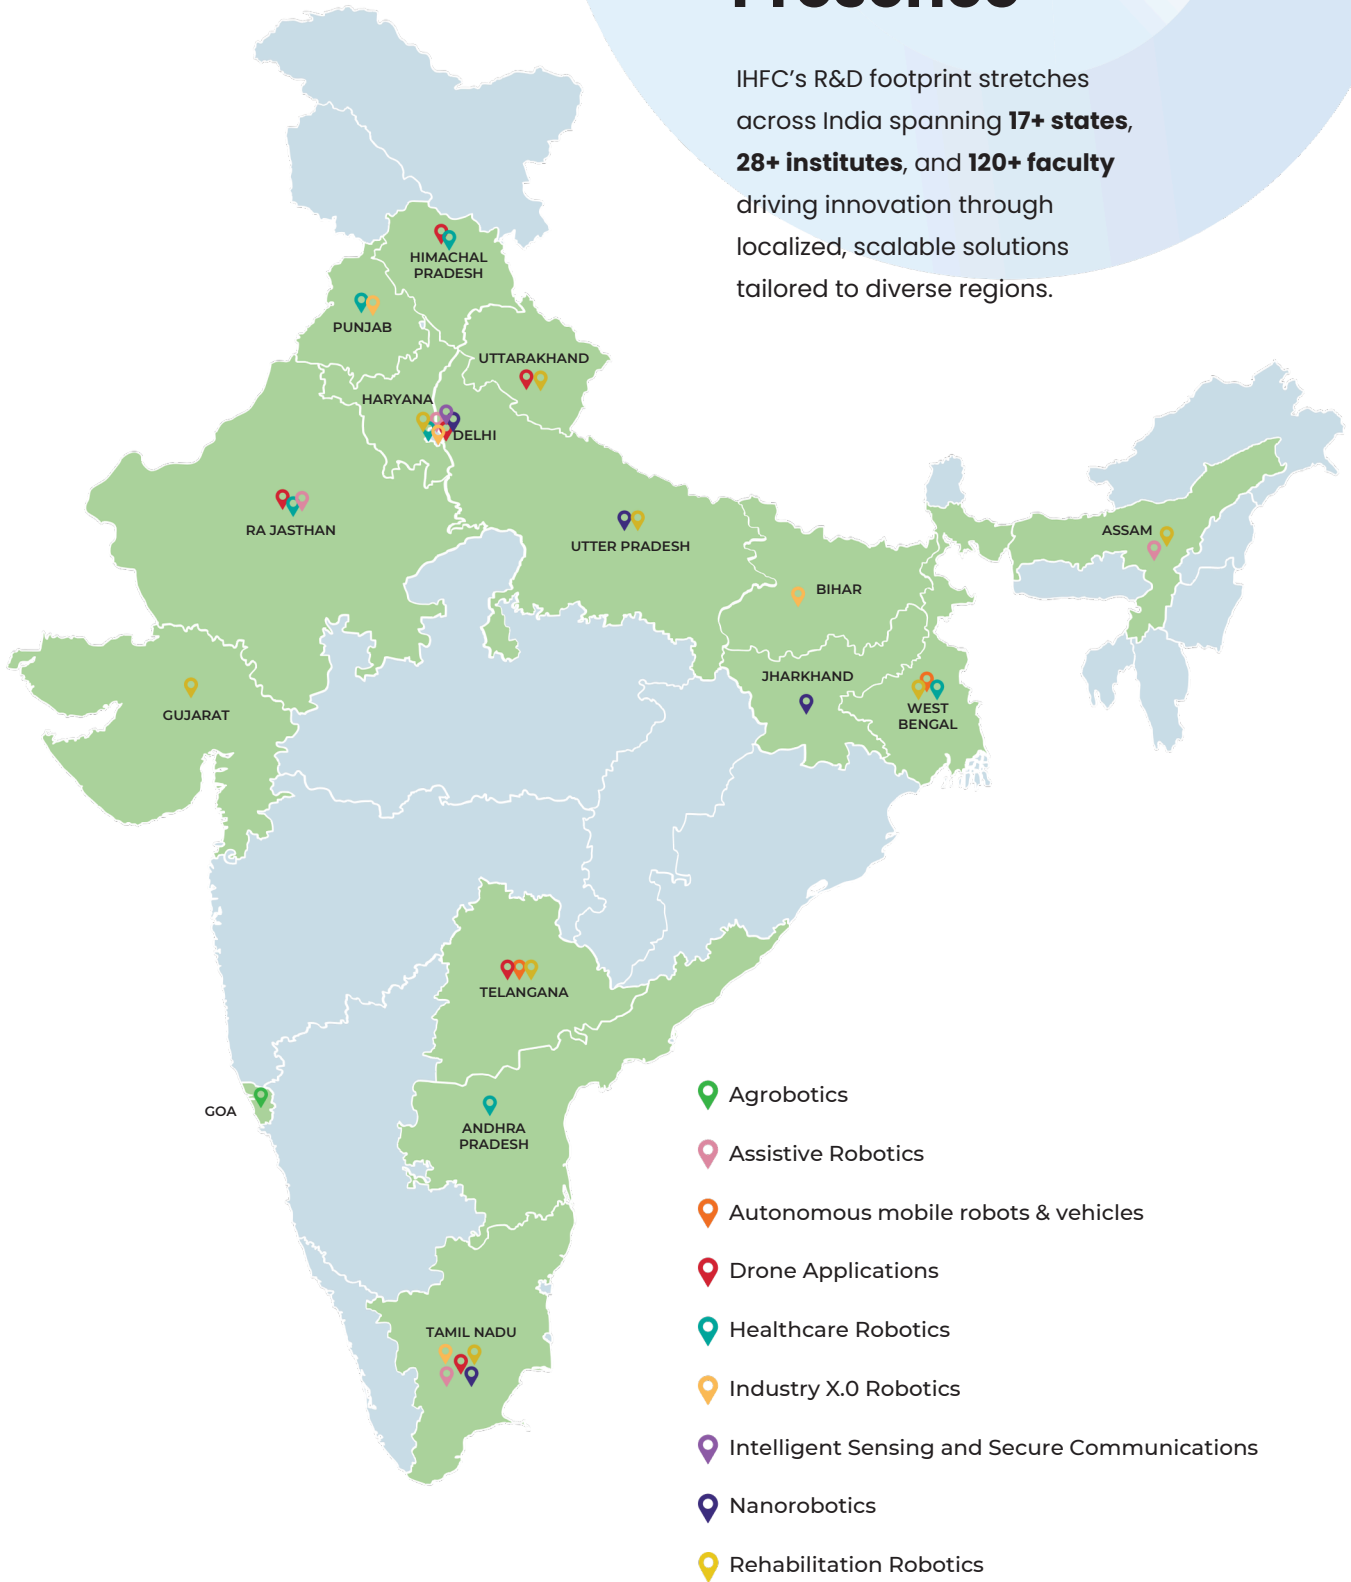 IHFC's R&D footprint stretches
across India spanning 17+ states,
28+ institutes, and 120+ faculty
driving innovation through
localized, scalable solutions
tailored to diverse regions.
HIMACHAL
PRADESH
PUNJAB
UTTARAKHAND
HARYANA
DELHI
RA JASTHAN
UTTER PRADESH
ASSAM
BIHAR
JHARKHAND
GUJARAT
WEST
BENGAL
TELANGANA
GOA
ANDHRA
PRADESH
TAMIL NADU
Agrobotics
Assistive Robotics
Autonomous mobile robots & vehicles
Drone Applications
Healthcare Robotics
Industry X.0 Robotics
Intelligent Sensing and Secure Communications
Nanorobotics
Rehabilitation Robotics